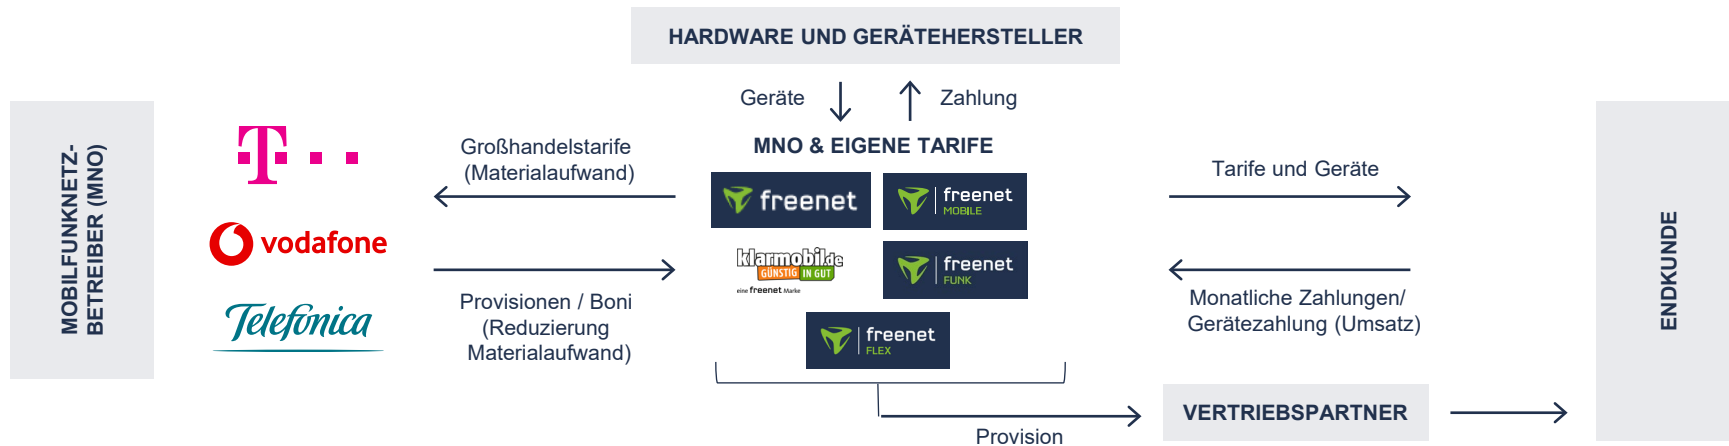 HARDWARE UND GERÄTEHERSTELLER
Geräte
Zahlung
MOBILFUNKNETZ-
BETREIBER (MNO)
T
vodafone
Telefónica
Großhandelstarife
(Materialaufwand)
Provisionen / Boni
(Reduzierung
Materialaufwand)
MNO & EIGENE TARIFE
freenet
freenet
MOBILE
klarmobil.de
GÜNSTIG IN GUT
eine freenet Marke
freenet
FUNK
freenet
FLEX
Tarife und Geräte
Monatliche Zahlungen/
Gerätezahlung (Umsatz)
Provision
VERTRIEBSPARTNER
ENDKUNDE